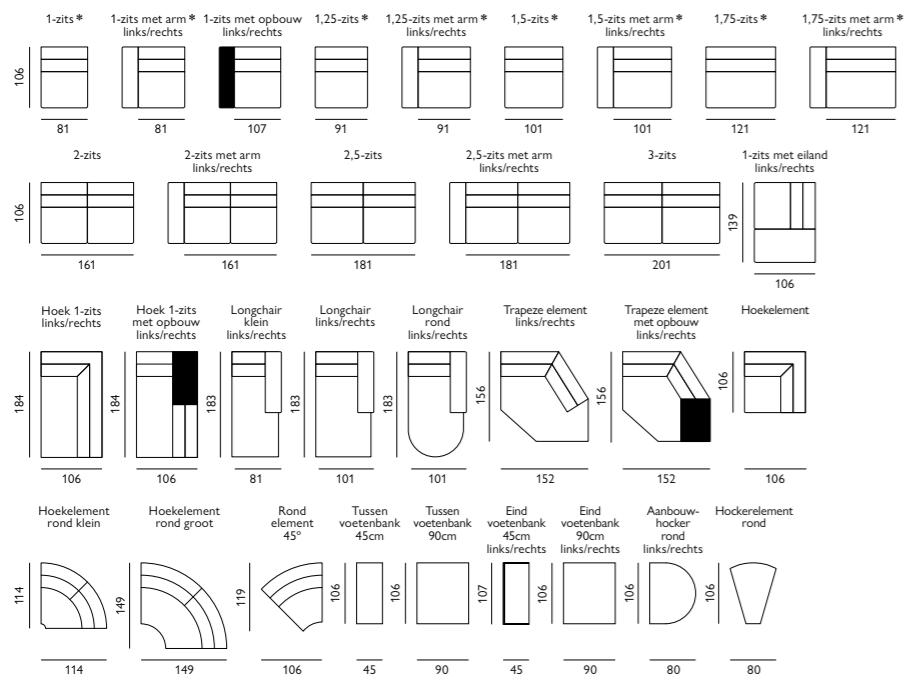 1-zits *
1-zits met arm *
links/rechts
1-zits met opbouw
links/rechts
1,25-zits *
1,25-zits met arm *
links/rechts
1,5-zits *
1,5-zits met arm *
links/rechts
1,75-zits *
1,75-zits met arm *
links/rechts
106
81
81
107
91
91
101
101
121
121
2-zits
2-zits met arm
links/rechts
2,5-zits
2,5-zits met arm
links/rechts
3-zits
1-zits met eiland
links/rechts
106
139
161
161
181
181
201
106
Hoek 1-zits
links/rechts
Hoek 1-zits
met opbouw
links/rechts
Longchair
klein
links/rechts
Longchair
links/rechts
Longchair
rond
links/rechts
Trapeze element
links/rechts
Trapeze element
met opbouw
links/rechts
Hoekelement
184
184
183
183
183
156
156
106
106
106
81
101
101
152
152
106
Hoekelement
rond klein
Hoekelement
rond groot
Rond
element
45°
Tussen
voetenbank
45cm
Tussen
voetenbank
90cm
Eind
voetenbank
45cm
links/rechts
Eind
voetenbank
90cm
links/rechts
Aanbouw-
hocker
rond
links/rechts
Hockerelement
rond
114
149
119
106
106
107
106
106
106
114
149
106
45
90
45
90
80
80